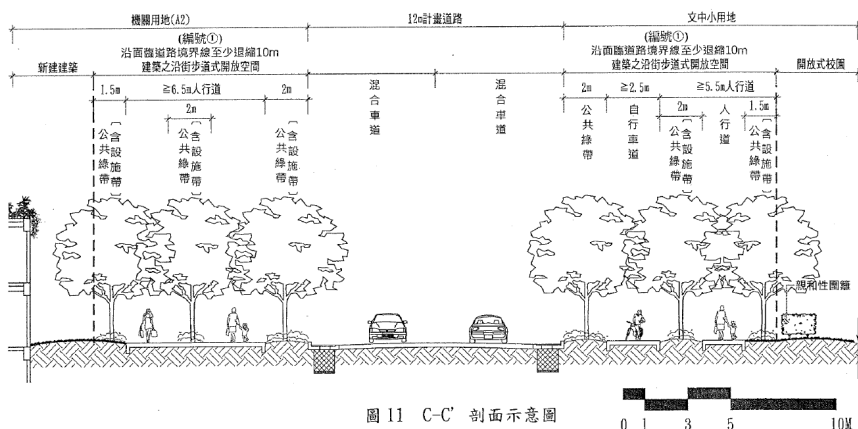 機關用地(A2)
12m計畫道路
文中小用地
(編號①)
沿面臨道路境界線至少退縮10m
建築之沿街步道式開放空間
(編號①)
沿面臨道路境界線至少退縮10m
建築之沿街步道式開放空間
新建建築
開放式校園
1.5m
≧6.5m人行道
2m
2m
混合車道
混合車道
2m
≧2.5m
≧5.5m人行道
2m
1.5m
公共綠帶
(含設施帶)
公共綠帶
(含設施帶)
公共綠帶
(含設施帶)
公共綠帶
自行車道
公共綠帶
(含設施帶)
人行道
公共綠帶
(含設施帶)
親和性圍籬
圖 11 C-C' 剖面示意圖
0 1 3 5 10M